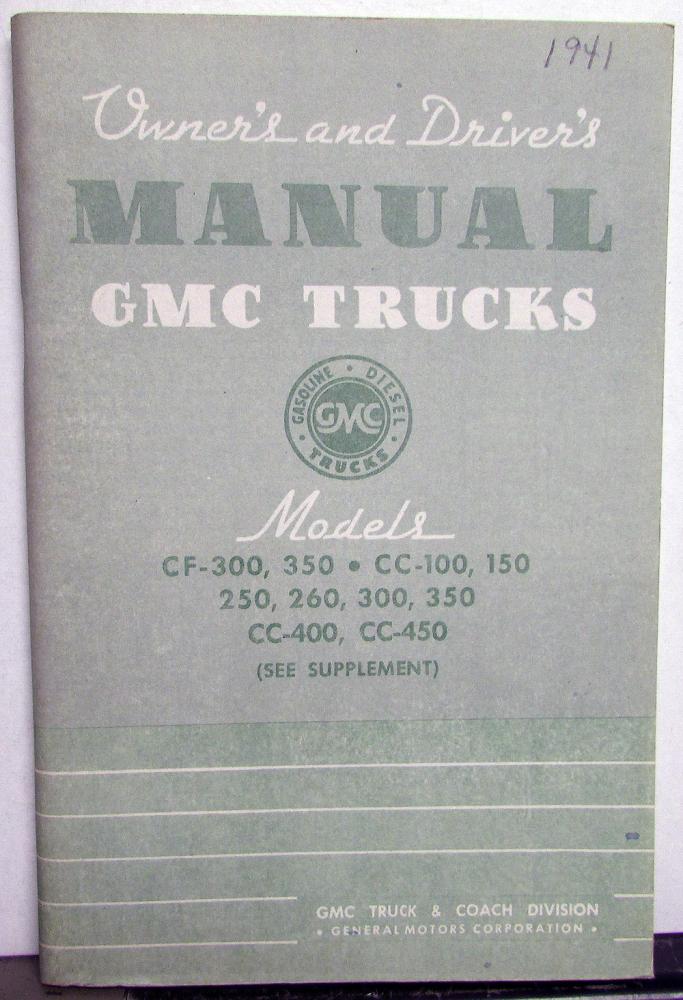 1941
Owner's and Driver's
MANUAL
GMC TRUCKS
GASOLINE • DIESEL
GMC
• TRUCKS •
Models
CF-300, 350 • CC-100, 150
250, 260, 300, 350
CC-400, CC-450
(SEE SUPPLEMENT)
GMC TRUCK & COACH DIVISION
• GENERAL MOTORS CORPORATION •